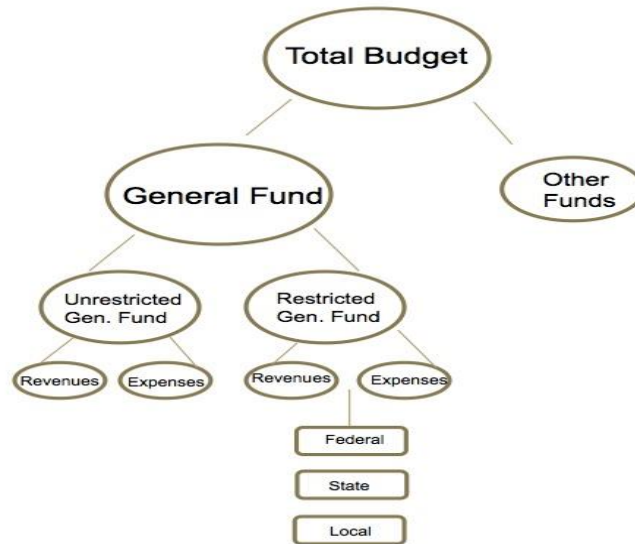 Total Budget
General Fund
Other
Funds
Unrestricted
Gen. Fund
Restricted
Gen. Fund
Revenues
Expenses
Revenues
Expenses
Federal
State
Local